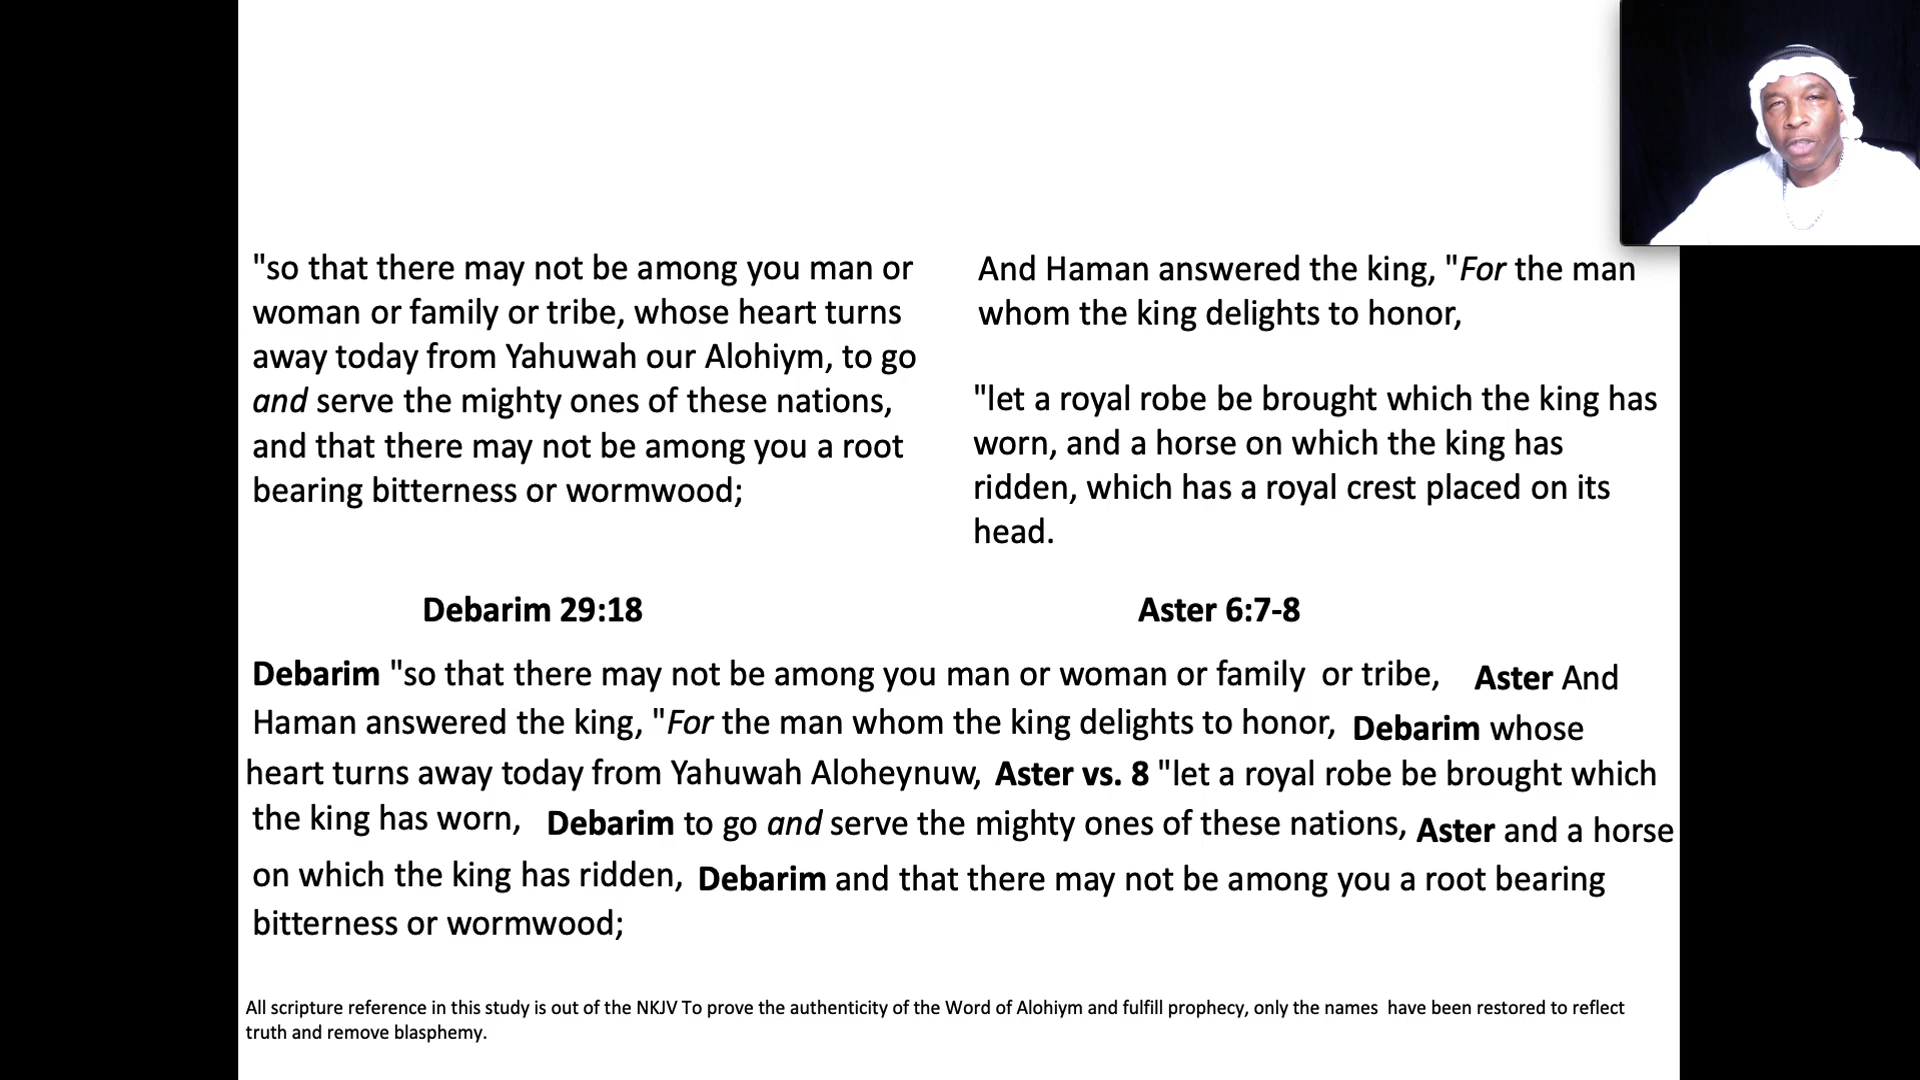 "so that there may not be among you man or
woman or family or tribe, whose heart turns
away today from Yahuwah our Alohiym, to go
and serve the mighty ones of these nations,
and that there may not be among you a root
bearing bitterness or wormwood;
Debarim 29:18
And Haman answered the king, "For the man
whom the king delights to honor,
"let a royal robe be brought which the king has
worn, and a horse on which the king has
ridden, which has a royal crest placed on its
head.
Aster 6:7-8
Debarim "so that there may not be among you man or woman or family or tribe, Aster And
Haman answered the king, "For the man whom the king delights to honor, Debarim whose
heart turns away today from Yahuwah Aloheynuw, Aster vs. 8 "let a royal robe be brought which
the king has worn, Debarim to go and serve the mighty ones of these nations, Aster and a horse
on which the king has ridden, Debarim and that there may not be among you a root bearing
bitterness or wormwood;
All scripture reference in this study is out of the NKJV To prove the authenticity of the Word of Alohiym and fulfill prophecy, only the names have been restored to reflect
truth and remove blasphemy.